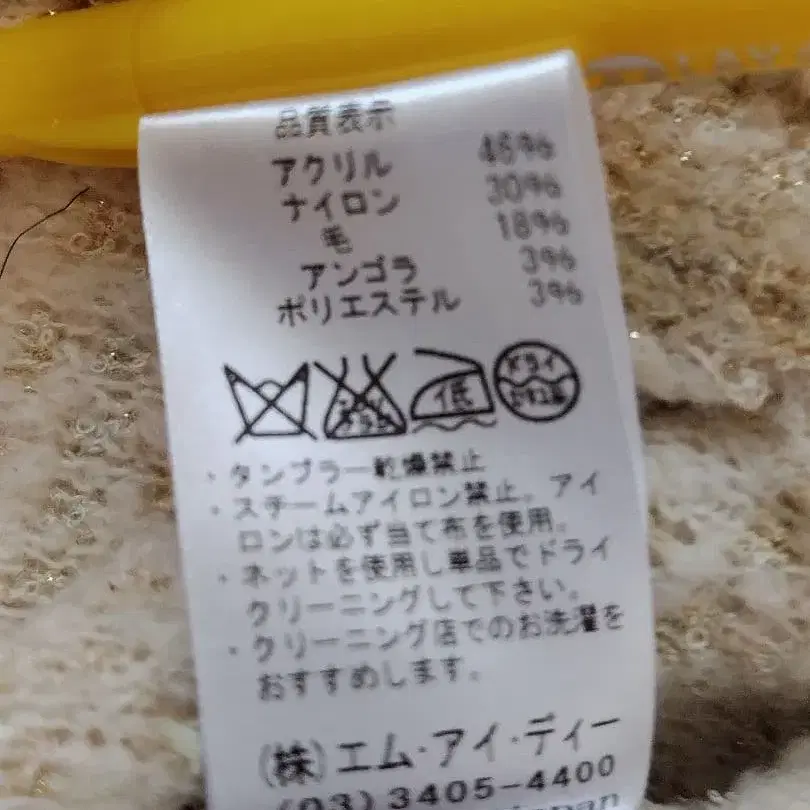 品質表示
アクリル 46%
ナイロン 30%
毛 18%
アンゴラ 3%
ポリエステル 3%
低
ドライ
セキユ系
・タンブラー乾燥禁止
・スチームアイロン禁止。アイ
ロンは必ず当て布を使用。
・ネットを使用し単品でドライ
クリーニングして下さい。
・クリーニング店でのお洗濯を
おすすめします。
(株)エム・アイ・ディー
(03)3405-4400